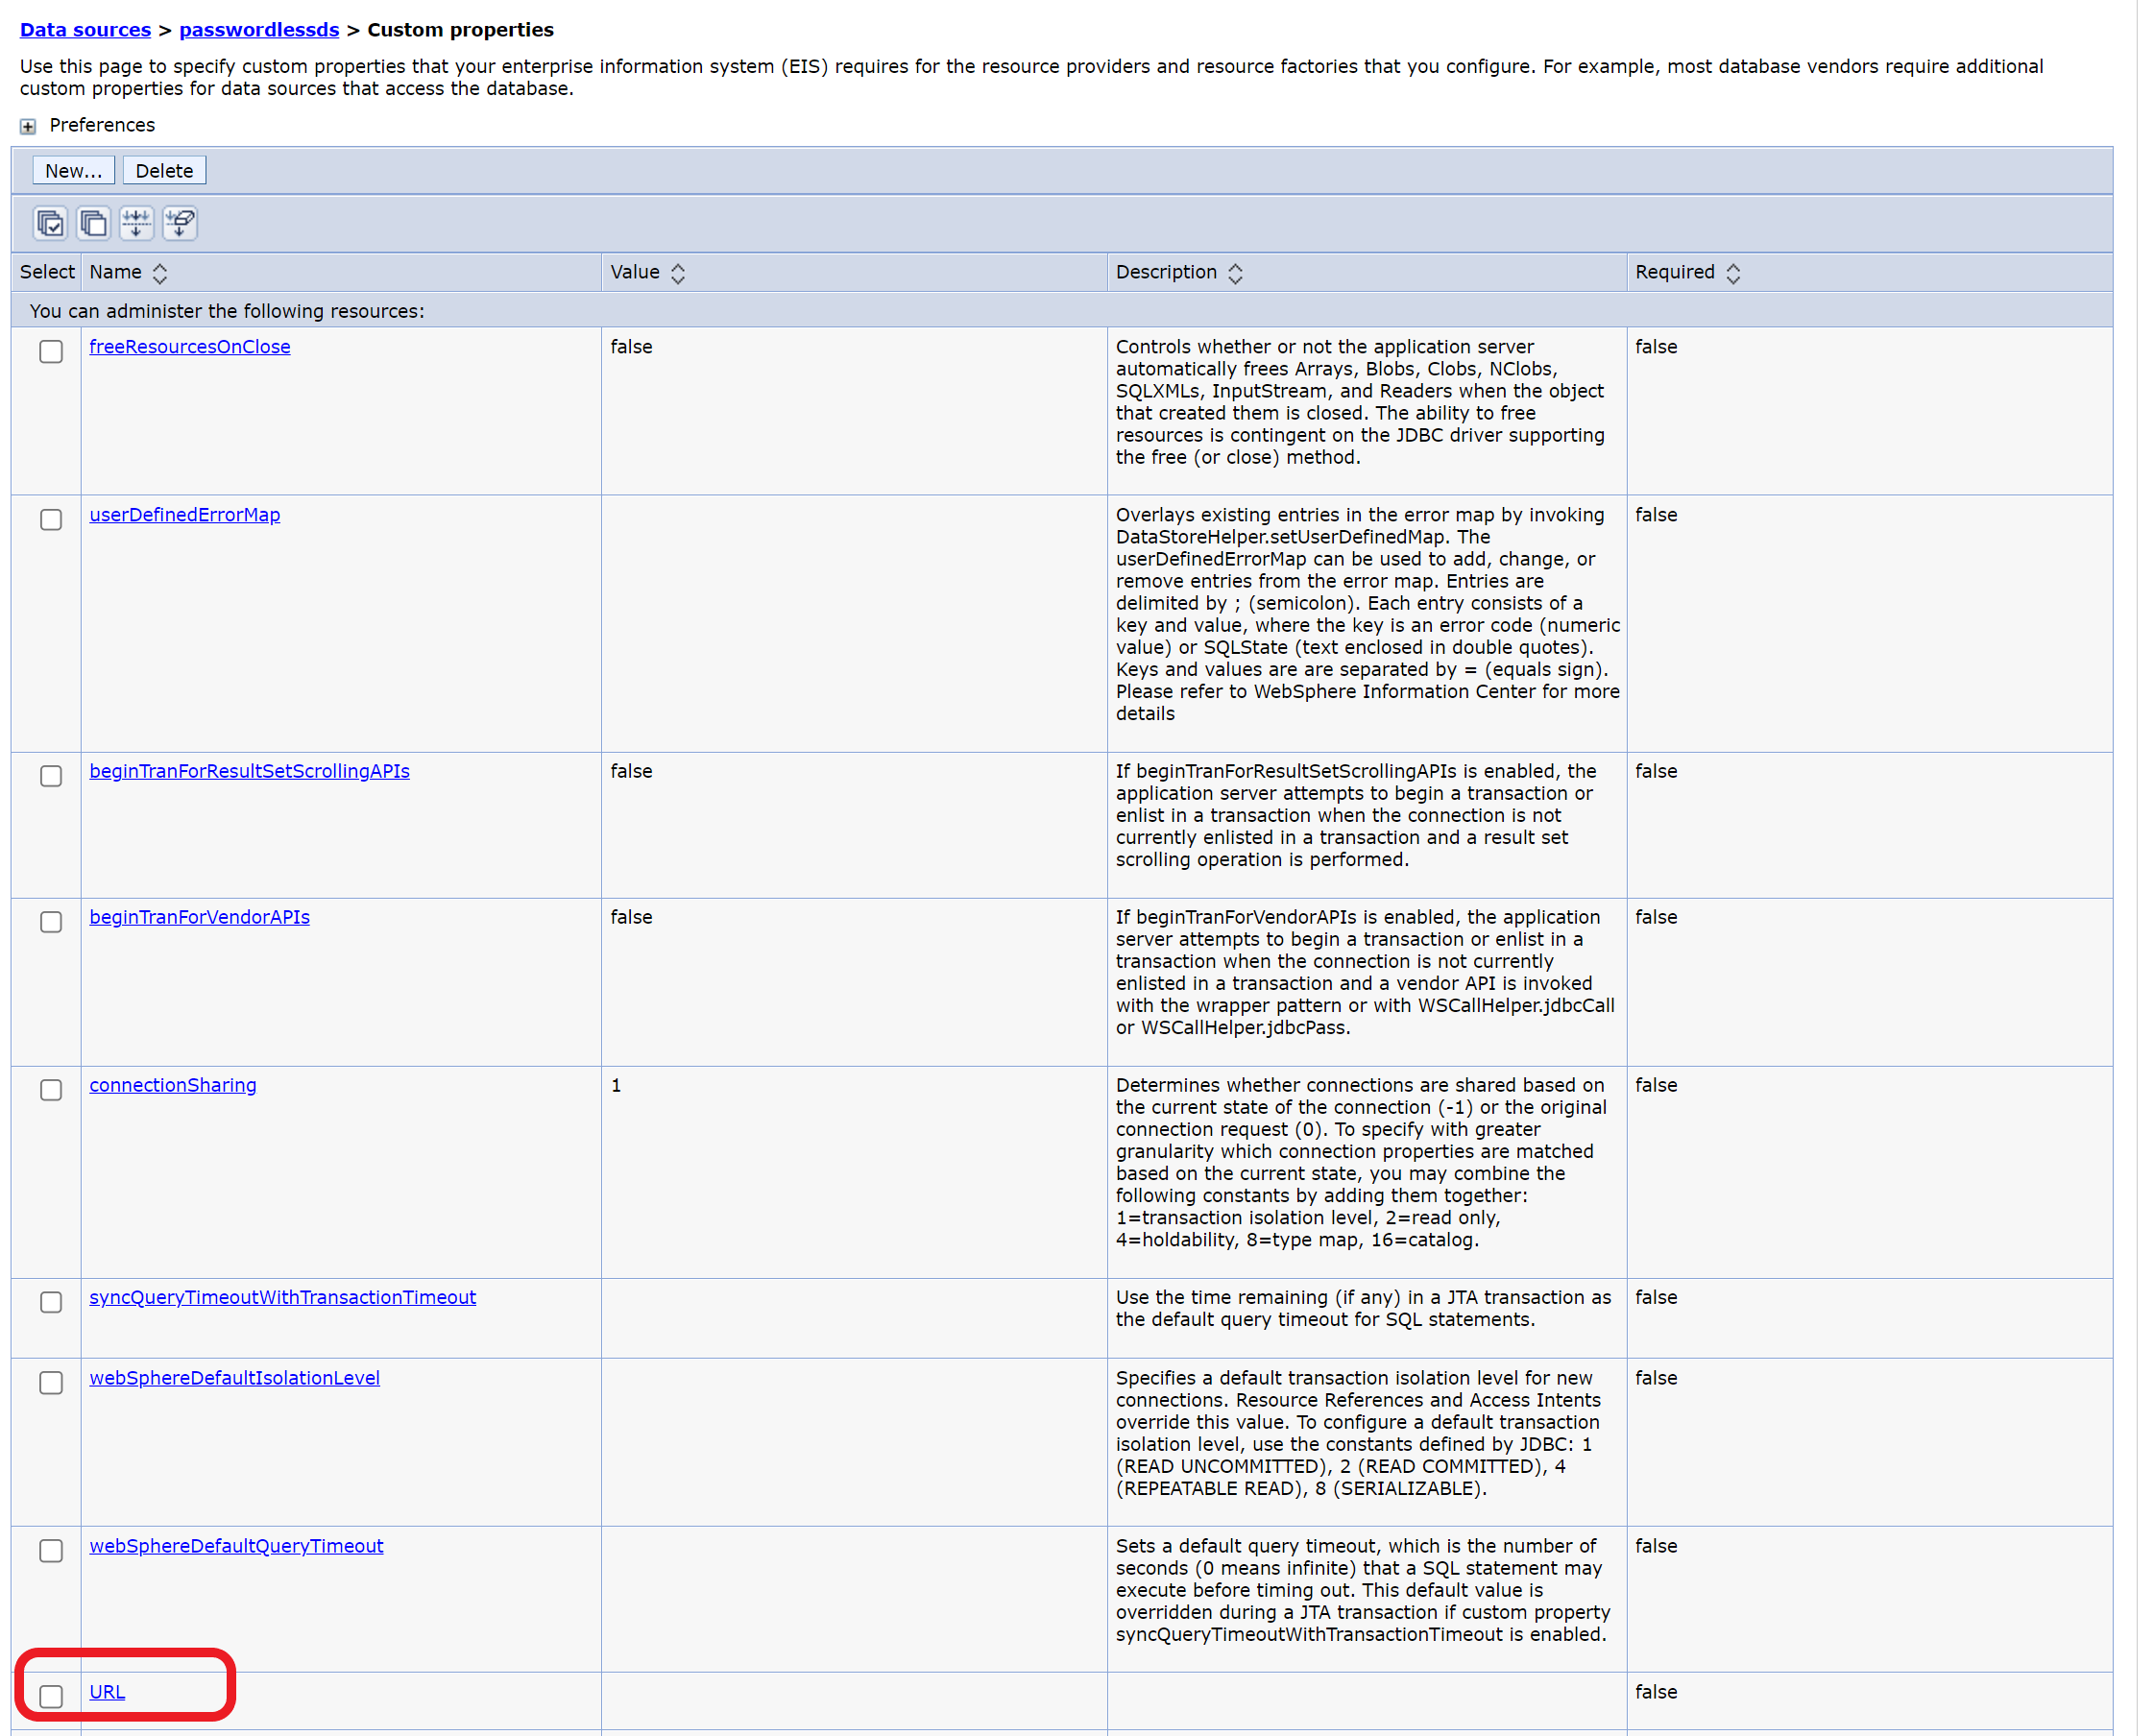 Data sources > passwordlessds > Custom properties
Use this page to specify custom properties that your enterprise information system (EIS) requires for the resource providers and resource factories that you configure. For example, most database vendors require additional
custom properties for data sources that access the database.
Preferences
New... Delete
Select Name Value Description Required
You can administer the following resources:
freeResourcesOnClose false Controls whether or not the application server false
automatically frees Arrays, Blobs, Clobs, NClobs,
SQLXMLs, InputStream, and Readers when the object
that created them is closed. The ability to free
resources is contingent on the JDBC driver supporting
the free (or close) method.
userDefinedErrorMap Overlays existing entries in the error map by invoking false
DataStoreHelper.setUserDefinedMap. The
userDefinedErrorMap can be used to add, change, or
remove entries from the error map. Entries are
delimited by ; (semicolon). Each entry consists of a
key and value, where the key is an error code (numeric
value) or SQLState (text enclosed in double quotes).
Keys and values are are separated by = (equals sign).
Please refer to WebSphere Information Center for more
details
beginTranForResultSetScrollingAPIs false If beginTranForResultSetScrollingAPIs is enabled, the false
application server attempts to begin a transaction or
enlist in a transaction when the connection is not
currently enlisted in a transaction and a result set
scrolling operation is performed.
beginTranForVendorAPIs false If beginTranForVendorAPIs is enabled, the application false
server attempts to begin a transaction or enlist in a
transaction when the connection is not currently
enlisted in a transaction and a vendor API is invoked
with the wrapper pattern or with WSCallHelper.jdbcCall
or WSCallHelper.jdbcPass.
connectionSharing 1 Determines whether connections are shared based on false
the current state of the connection (-1) or the original
connection request (0). To specify with greater
granularity which connection properties are matched
based on the current state, you may combine the
following constants by adding them together:
1=transaction isolation level, 2=read only,
4=holdability, 8=type map, 16=catalog.
syncQueryTimeoutWithTransactionTimeout Use the time remaining (if any) in a JTA transaction as false
the default query timeout for SQL statements.
webSphereDefaultIsolationLevel Specifies a default transaction isolation level for new false
connections. Resource References and Access Intents
override this value. To configure a default transaction
isolation level, use the constants defined by JDBC: 1
(READ UNCOMMITTED), 2 (READ COMMITTED), 4
(REPEATABLE READ), 8 (SERIALIZABLE).
webSphereDefaultQueryTimeout Sets a default query timeout, which is the number of false
seconds (0 means infinite) that a SQL statement may
execute before timing out. This default value is
overridden during a JTA transaction if custom property
syncQueryTimeoutWithTransactionTimeout is enabled.
URL false